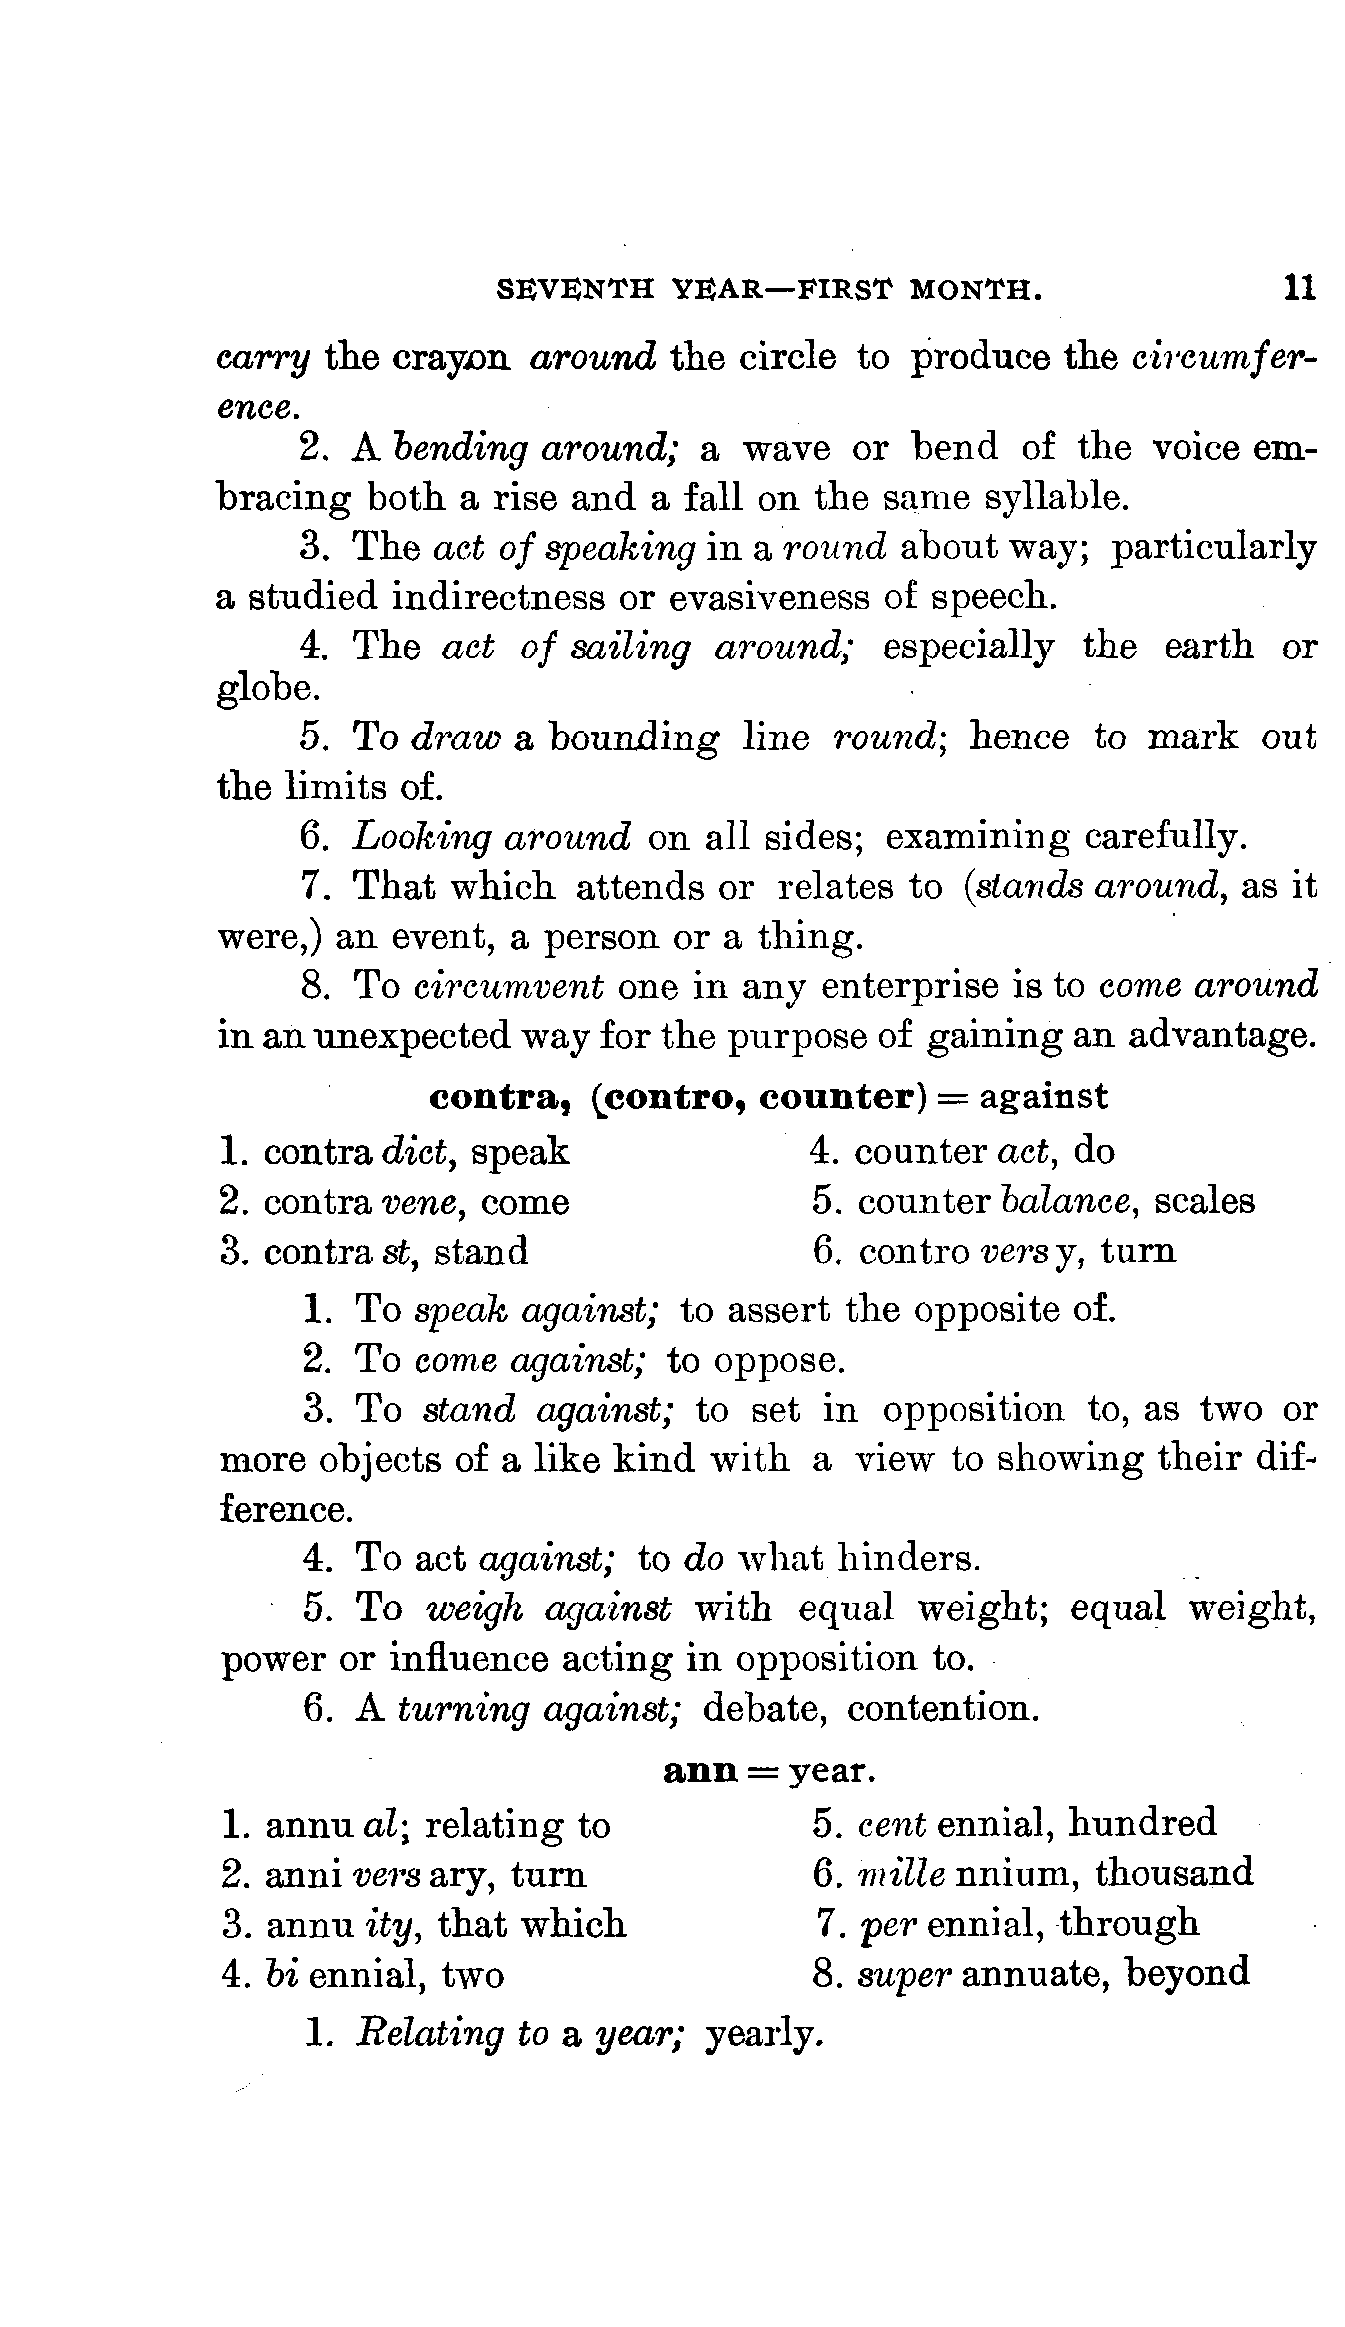 SEVENTH YEAR—FIRST MONTH. 11
carry the crayon around the circle to produce the circumfer-
ence.
2. A bending around; a wave or bend of the voice em-
bracing both a rise and a fall on the same syllable.
3. The act of speaking in a round about way; particularly
a studied indirectness or evasiveness of speech.
4. The act of sailing around; especially the earth or
globe.
5. To draw a bounding line round; hence to mark out
the limits of.
6. Looking around on all sides; examining carefully.
7. That which attends or relates to (stands around, as it
were,) an event, a person or a thing.
8. To circumvent one in any enterprise is to come around
in an unexpected way for the purpose of gaining an advantage.
contra, (contro, counter) = against
1. contra dict, speak
2. contra vene, come
3. contra st, stand
4. counter act, do
5. counter balance, scales
6. contro vers y, turn
1. To speak against; to assert the opposite of.
2. To come against; to oppose.
3. To stand against; to set in opposition to, as two or
more objects of a like kind with a view to showing their dif-
ference.
4. To act against; to do what hinders.
5. To weigh against with equal weight; equal weight,
power or influence acting in opposition to.
6. A turning against; debate, contention.
ann = year.
1. annu al; relating to
2. anni vers ary, turn
3. annu ity, that which
4. bi ennial, two
5. cent ennial, hundred
6. mille nnium, thousand
7. per ennial, through
8. super annuate, beyond
1. Relating to a year; yearly.